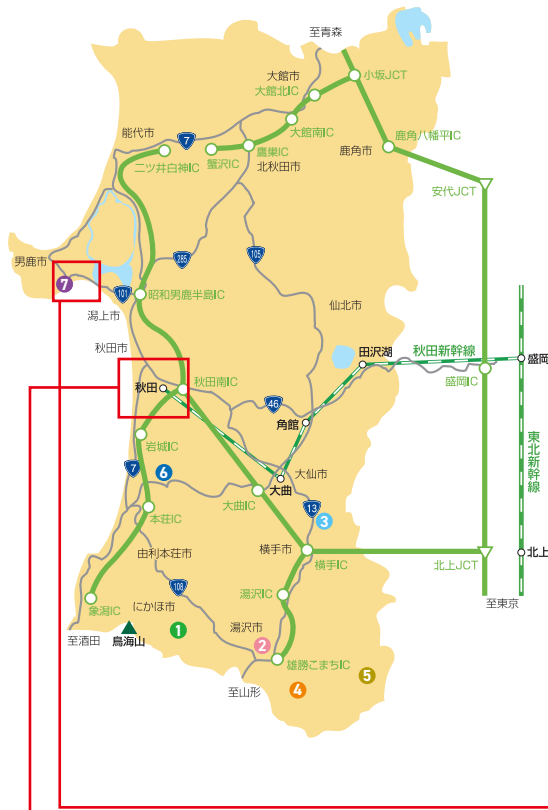 至青森
大館市
小坂JCT
大館北IC
能代市
7
大館南IC
鹿角八幡平IC
鷹巣IC
鹿角市
蟹沢IC
二ツ井白神IC
北秋田市
安代JCT
男鹿市
285
105
7
101
昭和男鹿半島IC
仙北市
潟上市
秋田市
田沢湖
秋田新幹線
盛岡
盛岡IC
秋田
秋田南IC
46
角館
岩城IC
東北新幹線
7
6
大仙市
大曲
大曲IC
13
3
本荘IC
横手市
北上
由利本荘市
横手IC
北上JCT
108
湯沢IC
象潟IC
にかほ市
至東京
至酒田
鳥海山
1
湯沢市
2
雄勝こまちIC
5
至山形
4